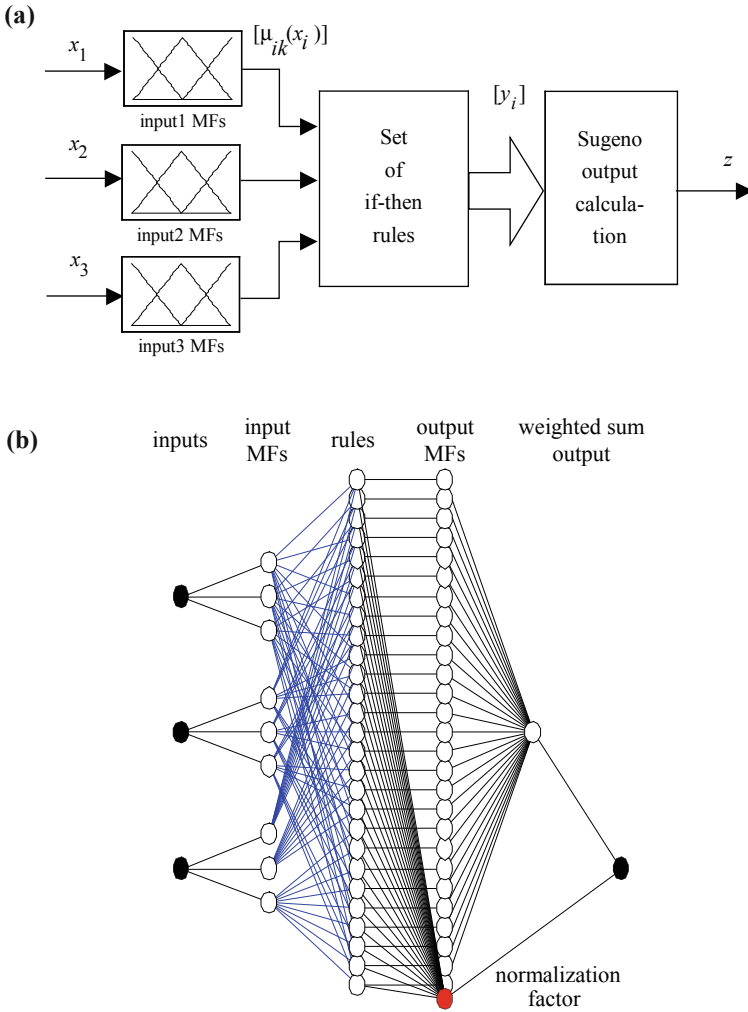 (a)
x1
[μik(xi)]
input1 MFs
x2
input2 MFs
x3
input3 MFs
Set
of
if-then
rules
[yi]
Sugeno
output
calcula-
tion
z
(b)
inputs
input
MFs
rules
output
MFs
weighted sum
output
normalization
factor